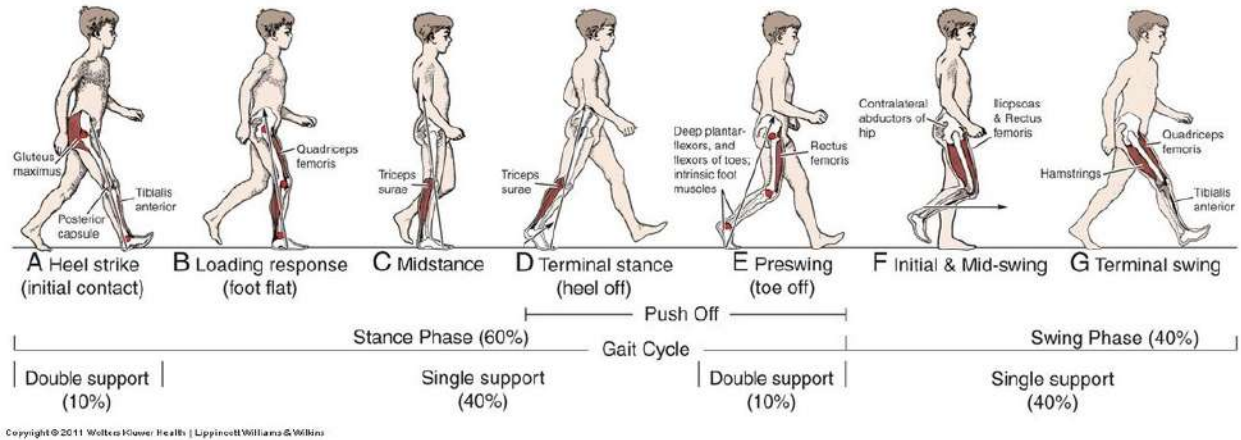 Gluteus
maximus
Posterior
capsule
Tibialis
anterior
Quadriceps
femoris
Triceps
surae
Triceps
surae
Deep plantar-
flexors, and
flexors of toes;
intrinsic foot
muscles
Rectus
femoris
Contralateral
abductors of
hip
Iliopsoas
& Rectus
femoris
Quadriceps
femoris
Hamstrings
Tibialis
anterior
A Heel strike
(initial contact)
B Loading response
(foot flat)
C Midstance
D Terminal stance
(heel off)
E Preswing
(toe off)
F Initial & Mid-swing
G Terminal swing
Push Off
Stance Phase (60%)
Gait Cycle
Swing Phase (40%)
Double support
(10%)
Single support
(40%)
Double support
(10%)
Single support
(40%)
Copyright © 2011 Wolters Kluwer Health | Lippincott Williams & Wilkins